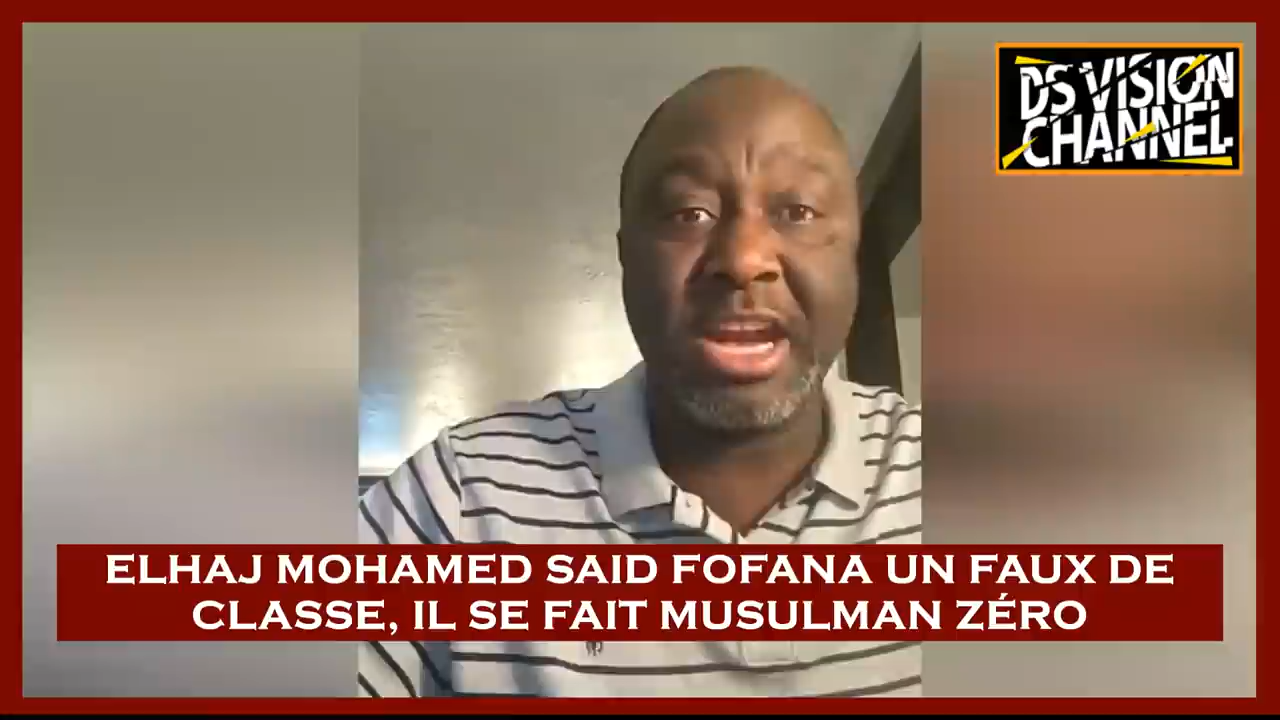 DS VISION
CHANNEL
ELHAJ MOHAMED SAID FOFANA UN FAUX DE
CLASSE, IL SE FAIT MUSULMAN ZÉRO